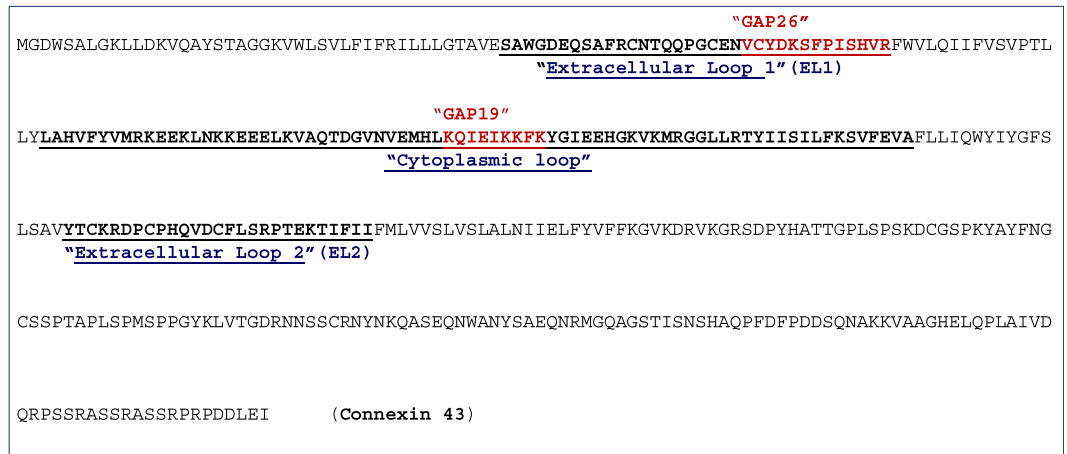 “GAP26”
MGDWSALGKLLDKVQAYSTAGGKVWLSVLFIFRILLLGTAVESAWGDEQSAFRCNTQQPGCENVCYDKSFPISHVRFWVLQIIFVSVPTL
“Extracellular Loop 1”(EL1)
“GAP19”
LYLAHVFYVMRKEEKLNKKEEELKVAQTDGVNVEMHLKQIEIKKFKYGIEEHGKVKMRGGLLRTYIISILFKSVFEVAFLLIQWYIYGFS
“Cytoplasmic loop”
LSAVYTCKRDPCPHQVDCFLSRPTEKTIFIIFMLVVSLVSLALNIIELFYVFFKGVKDRVKGRSDPYHATTGPLSPSKDCGSPKYAYFNG
“Extracellular Loop 2”(EL2)
CSSPTAPLSPMSPPGYKLVTGDRNNSSCRNYNKQASEQNWANYSAEQNRMGQAGSTISNSHAQPFDFPDDSQNAKKVAAGHELQPLAIVD
QRPSSRASSRASSRPRPDDLEI (Connexin 43)